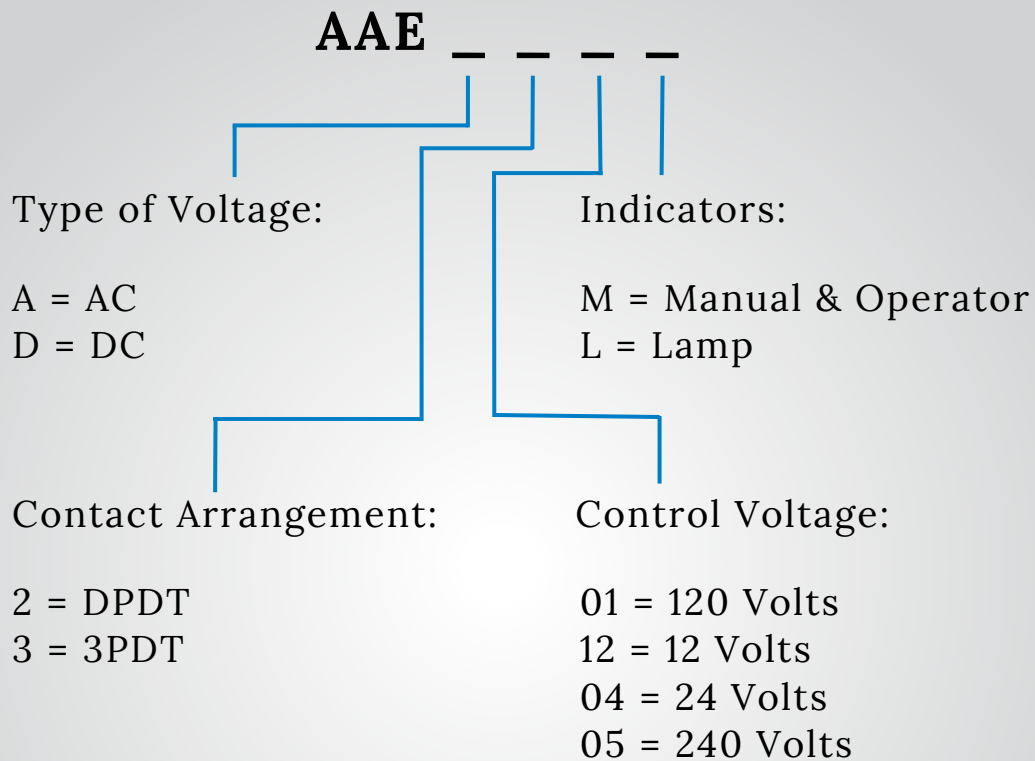 AAE _ _ _ _
Type of Voltage:
A = AC
D = DC
Indicators:
M = Manual & Operator
L = Lamp
Contact Arrangement:
2 = DPDT
3 = 3PDT
Control Voltage:
01 = 120 Volts
12 = 12 Volts
04 = 24 Volts
05 = 240 Volts